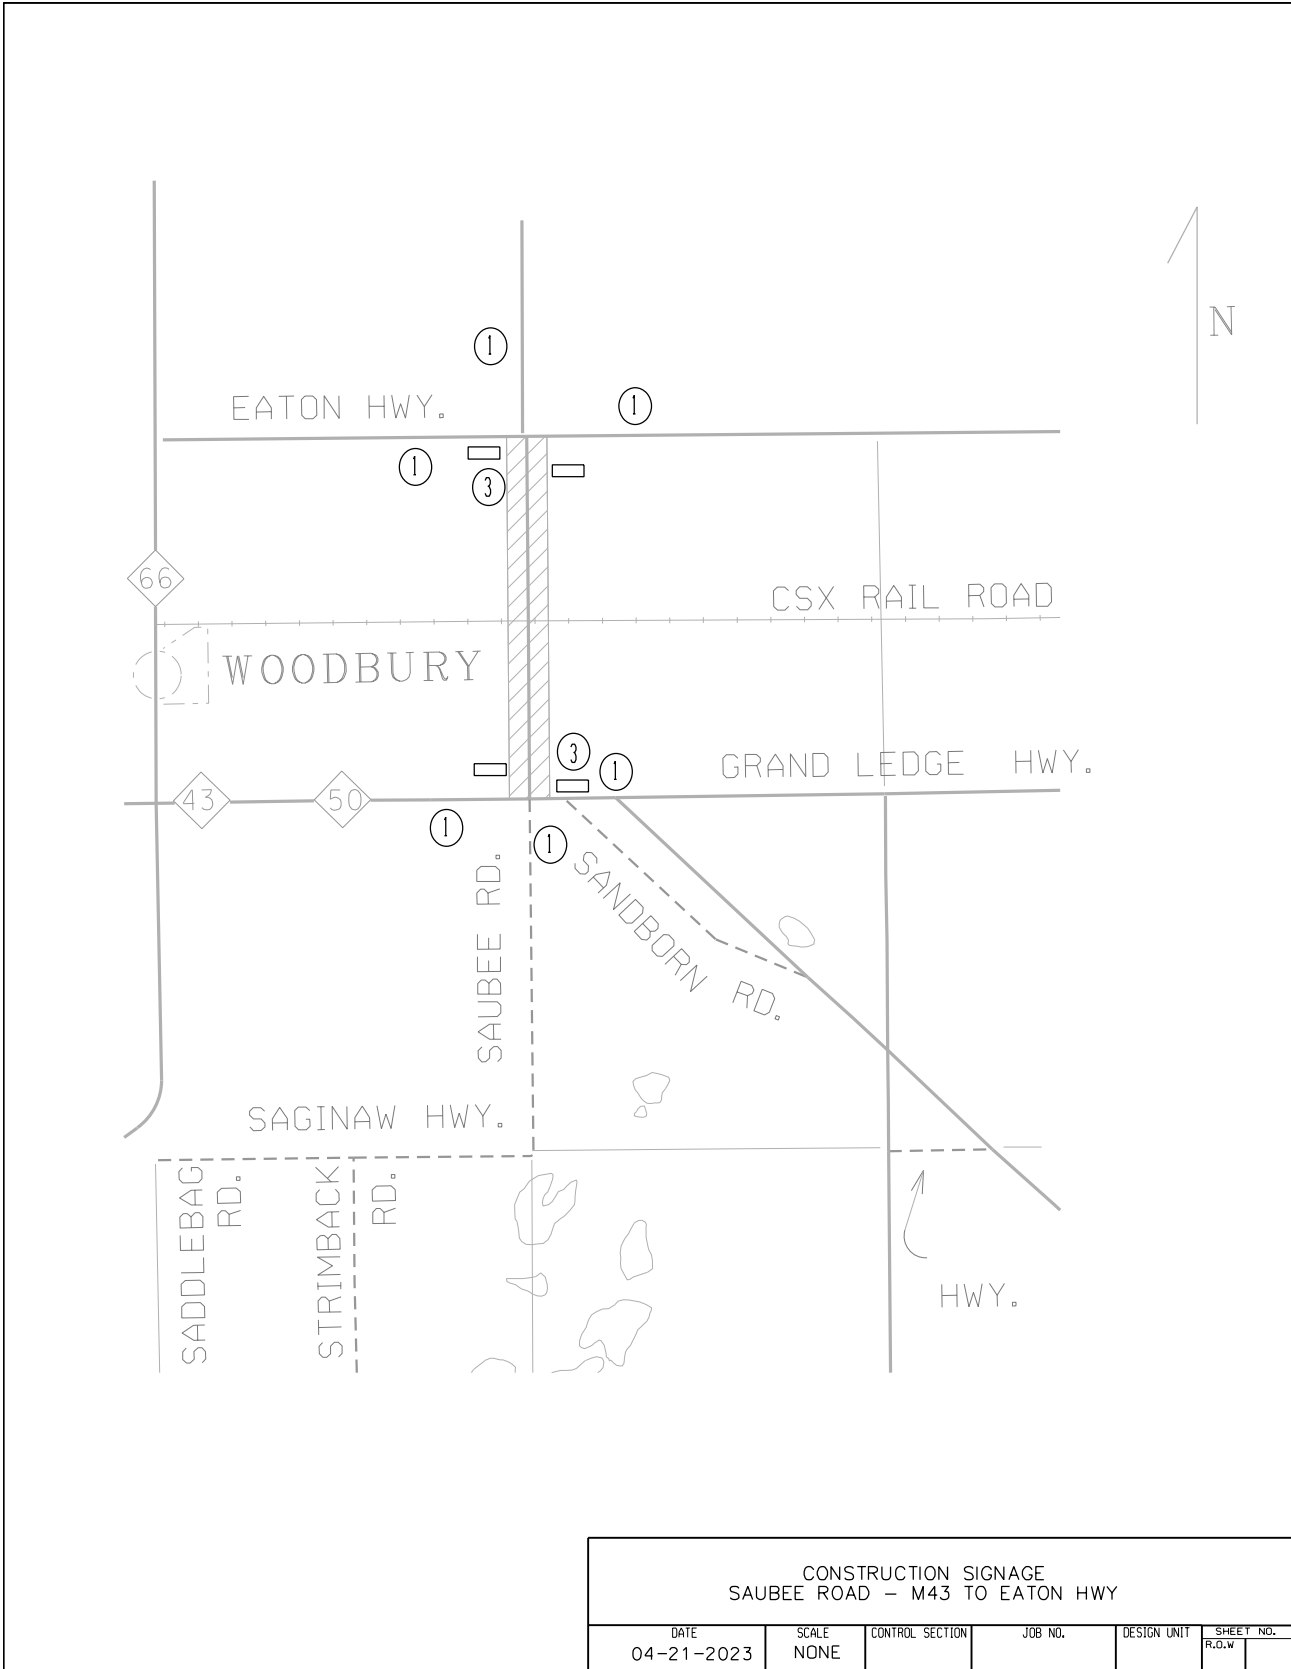 N
1
EATON HWY.
1
1
3
66
CSX RAIL ROAD
WOODBURY
3
1
GRAND LEDGE HWY.
43
50
1
1
SAUBEE RD.
SANDBORN RD.
SAGINAW HWY.
SADDLEBAG
RD.
STRIMBACK
RD.
HWY.
CONSTRUCTION SIGNAGE
SAUBEE ROAD - M43 TO EATON HWY
DATE
04-21-2023
SCALE
NONE
CONTROL SECTION
JOB NO.
DESIGN UNIT
SHEET NO.
R.O.W